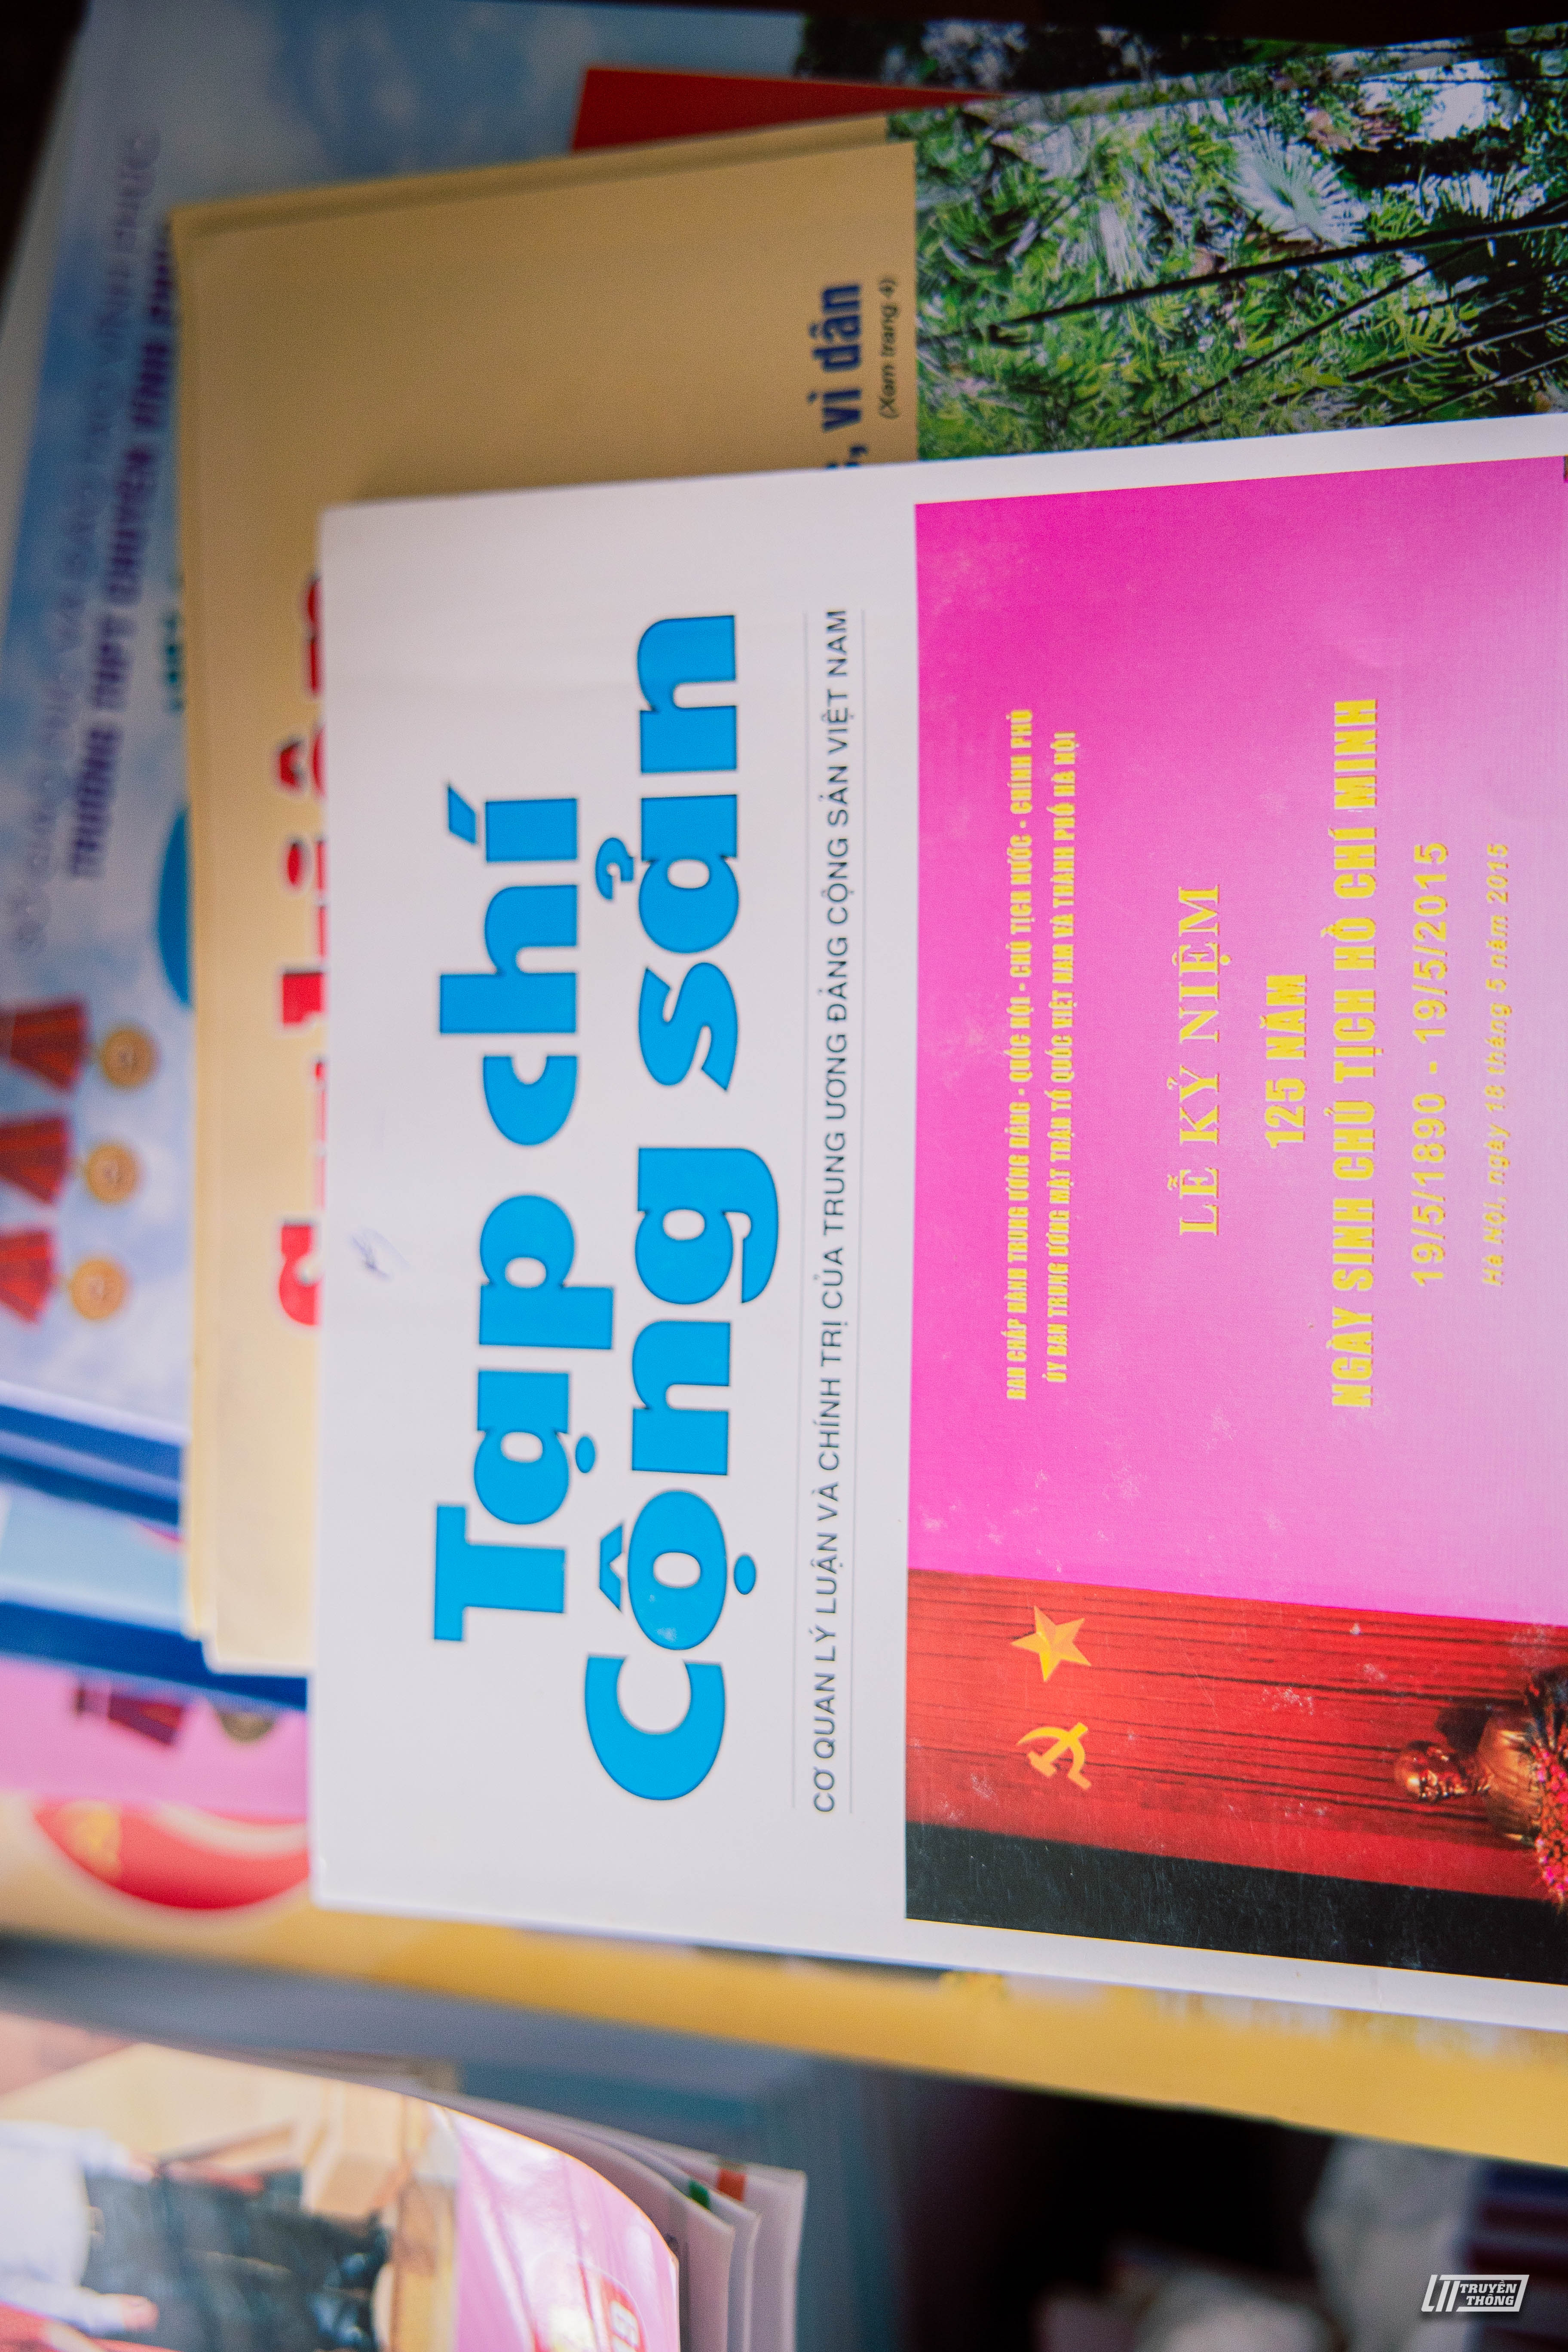 Tạp chí
Cộng sản
CƠ QUAN LÝ LUẬN VÀ CHÍNH TRỊ CỦA TRUNG ƯƠNG ĐẢNG CỘNG SẢN VIỆT NAM
BAN CHẤP HÀNH TRUNG ƯƠNG ĐẢNG - QUỐC HỘI - CHỦ TỊCH NƯỚC - CHÍNH PHỦ
ỦY BAN TRUNG ƯƠNG MẶT TRẬN TỔ QUỐC VIỆT NAM VÀ THÀNH PHỐ HÀ NỘI
LỄ KỶ NIỆM
125 NĂM
NGÀY SINH CHỦ TỊCH HỒ CHÍ MINH
19/5/1890 - 19/5/2015
Hà Nội, ngày 18 tháng 5 năm 2015
, vì dân
(Xem trang 4)
TRƯỜNG THPT CHUYÊN VĨNH
TRUYỀN
THÔNG